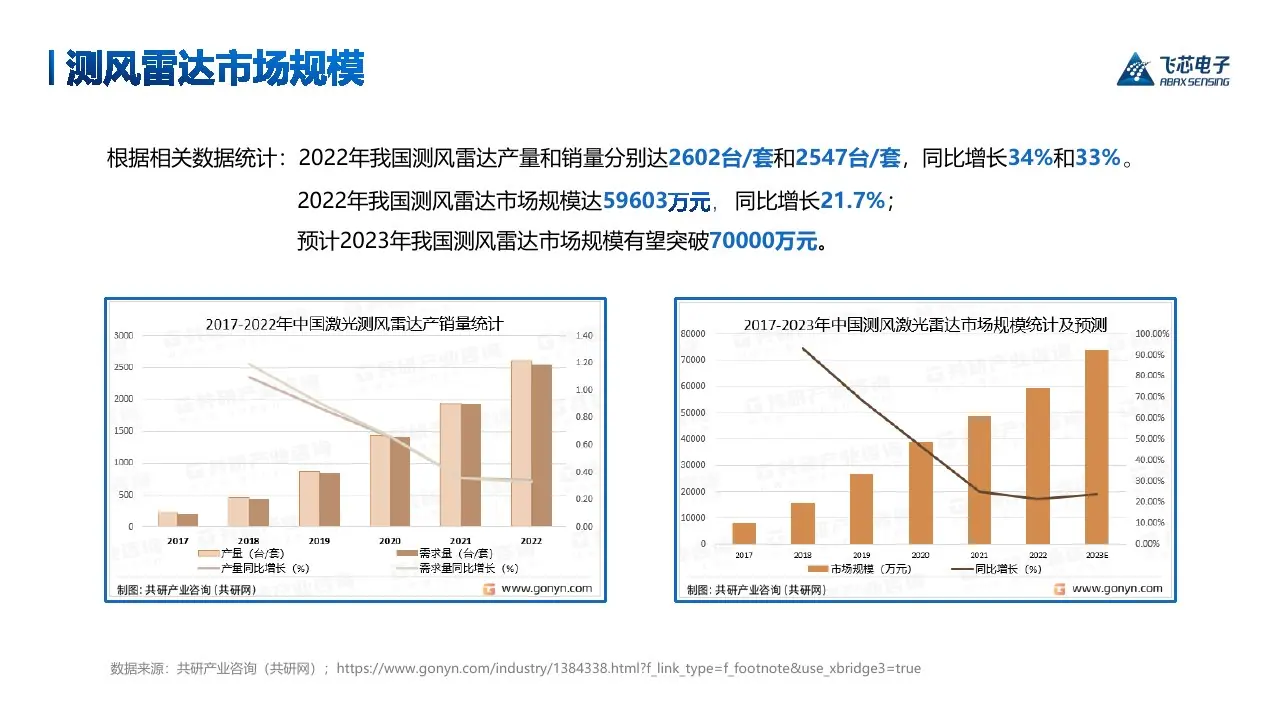 测风雷达市场规模
飞芯电子
ABAX SENSING
根据相关数据统计：2022年我国测风雷达产量和销量分别达2602台/套和2547台/套，同比增长34%和33%。
2022年我国测风雷达市场规模达59603万元，同比增长21.7%；
预计2023年我国测风雷达市场规模有望突破70000万元。
2017-2022年中国激光测风雷达产销量统计
3000 1.40
2500 1.20
2000 1.00
1500 0.80
1000 0.60
500 0.40
0 0.20
0.00
2017 2018 2019 2020 2021 2022
产量（台/套） 需求量（台/套）
产量同比增长（%） 需求量同比增长（%）
制图：共研产业咨询 (共研网) www.gonyn.com
2017-2023年中国测风激光雷达市场规模统计及预测
80000 100.00%
70000 90.00%
60000 80.00%
50000 70.00%
40000 60.00%
30000 50.00%
20000 40.00%
10000 30.00%
0 20.00%
10.00%
0.00%
2017 2018 2019 2020 2021 2022 2023E
市场规模（万元） 同比增长（%）
制图：共研产业咨询 (共研网) www.gonyn.com
数据来源：共研产业咨询（共研网）；https://www.gonyn.com/industry/1384338.html?f_link_type=f_footnote&use_xbridge3=true